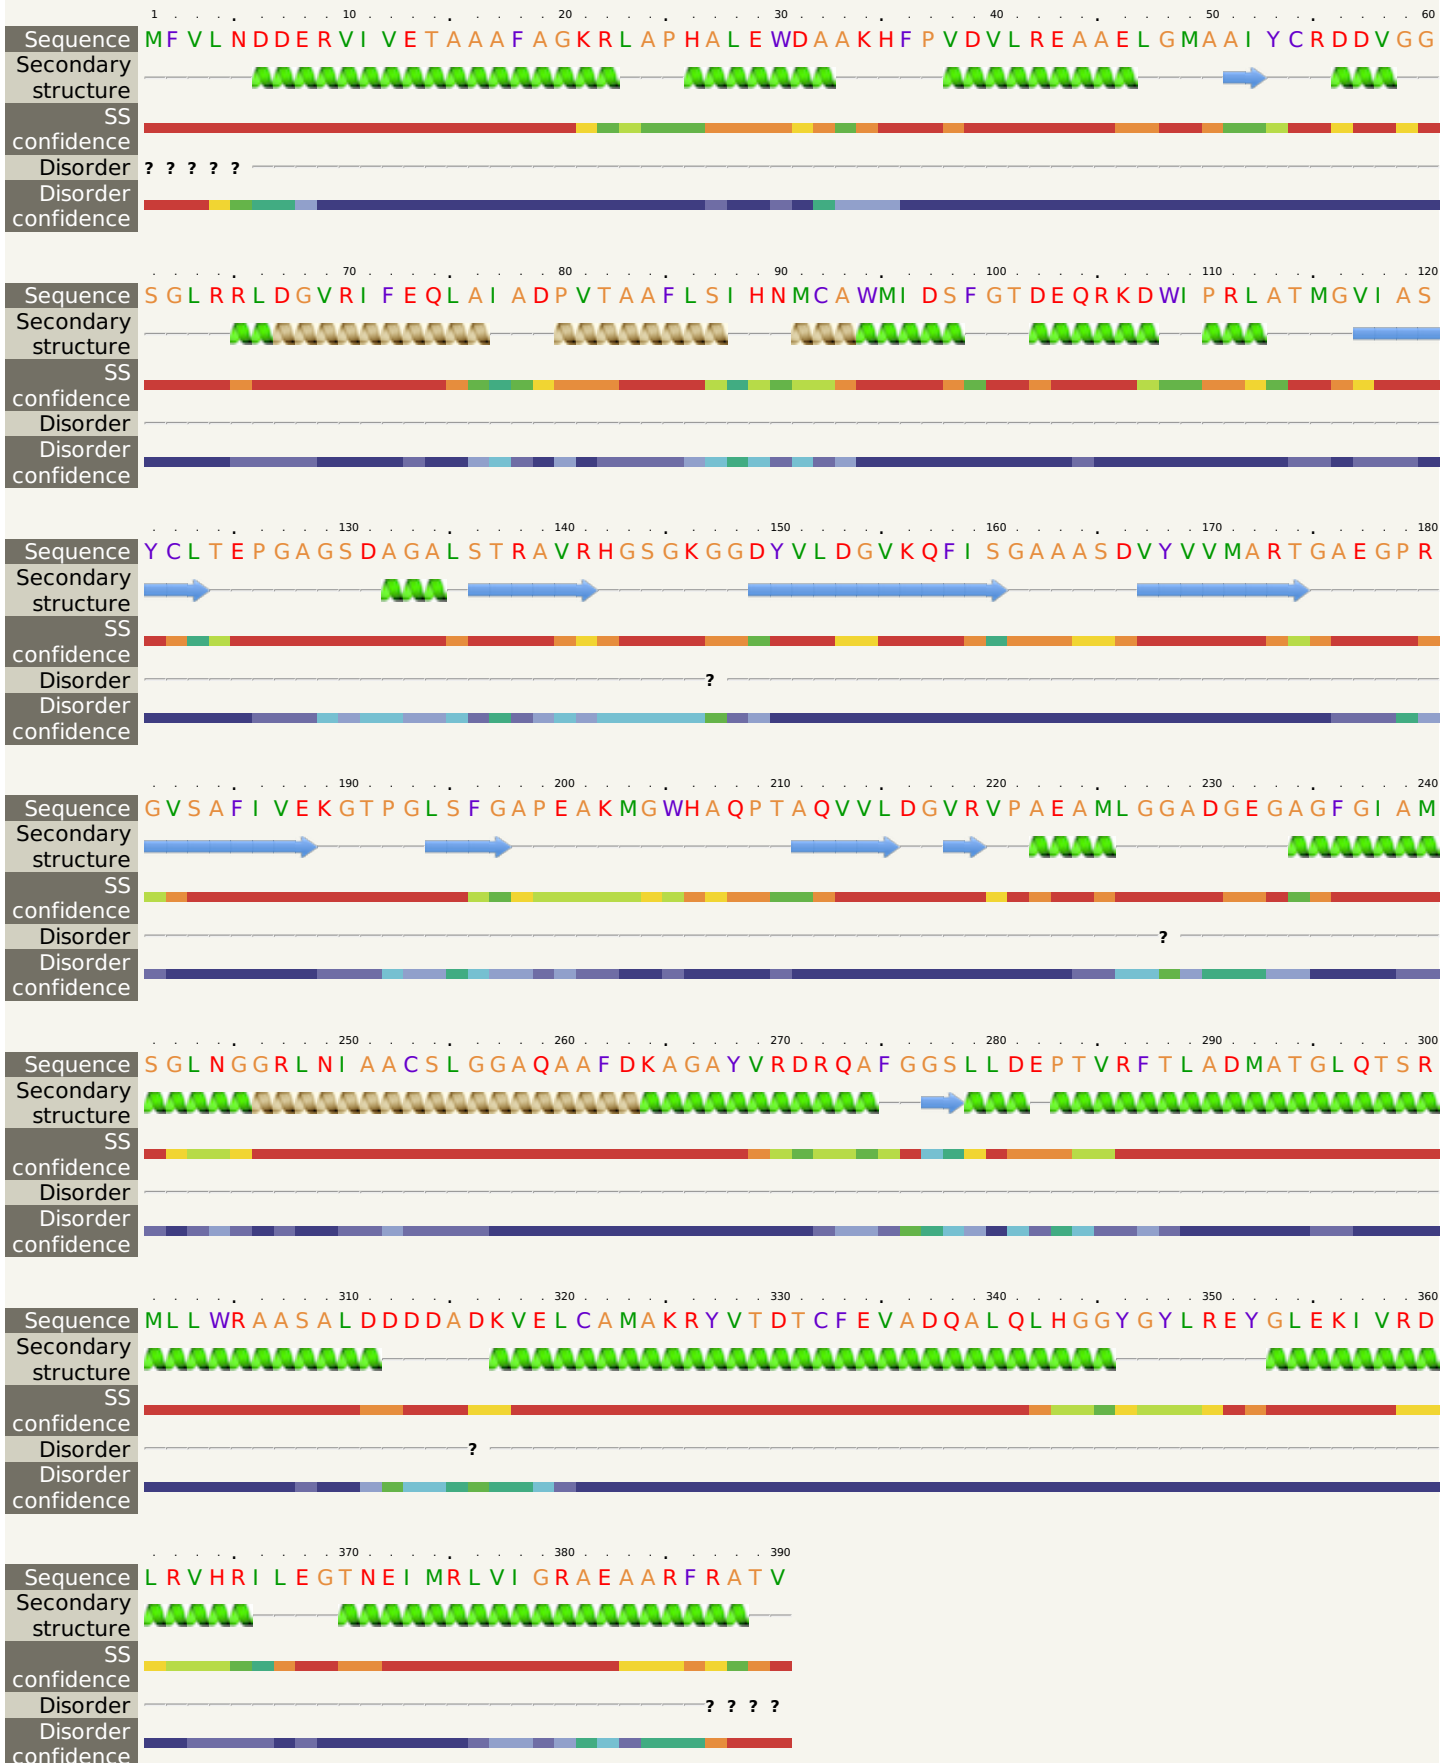 1 10 20 30 40 50 60
Sequence MFVLNDDERVIVETAAAFAGKRLAPHALEWDAAKHFPVDVLREAAELGMAAIYCRDDVGG
Secondary
structure
SS
confidence
Disorder ? ? ? ? ?
Disorder
confidence
70 80 90 100 110 120
Sequence SGLRRLDGVRIFEQLAIADPVTAAFLSIHNMCAWMIDSFGTDEQRKDWIPRLATMGVIAS
Secondary
structure
SS
confidence
Disorder
Disorder
confidence
130 140 150 160 170 180
Sequence YCLTEPGAGSDAGALSTRAVRHGSGKGGDYVLDGVKQFISGAAASDVYVVMARTGAEGPR
Secondary
structure
SS
confidence
Disorder ?
Disorder
confidence
190 200 210 220 230 240
Sequence GVSAFIVEKGTPGLSFGAPEAKMGWHAQPTAQVVLDGVRVPAEAMLGGADGEGAGFGIAM
Secondary
structure
SS
confidence
Disorder ?
Disorder
confidence
250 260 270 280 290 300
Sequence SGLNGGRLNIAACSLGGAQAAFDKAGAYVRDRQAFGGSLLDEPTVRFTLADMATGLQTSR
Secondary
structure
SS
confidence
Disorder
Disorder
confidence
310 320 330 340 350 360
Sequence MLLWRAASALDDDDADKVELCAMAKRYVTDTCFEVADQALQLHGGYGYLREYGLEKIVRD
Secondary
structure
SS
confidence
Disorder ?
Disorder
confidence
370 380 390
Sequence LRVHRILEGTNEIMRLVIGRAEAARFRATV
Secondary
structure
SS
confidence
Disorder ? ? ? ?
Disorder
confidence